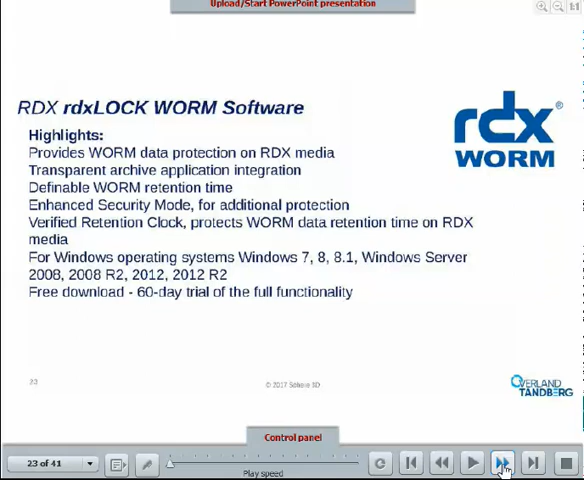 Upload/Start PowerPoint presentation
RDX rdxLOCK WORM Software
rdx®
WORM
Highlights:
Provides WORM data protection on RDX media
Transparent archive application integration
Definable WORM retention time
Enhanced Security Mode, for additional protection
Verified Retention Clock, protects WORM data retention time on RDX
media
For Windows operating systems Windows 7, 8, 8.1, Windows Server
2008, 2008 R2, 2012, 2012 R2
Free download - 60-day trial of the full functionality
23
© 2017 Sphere 3D
OVERLAND
TANDBERG
Control panel
23 of 41
Play speed